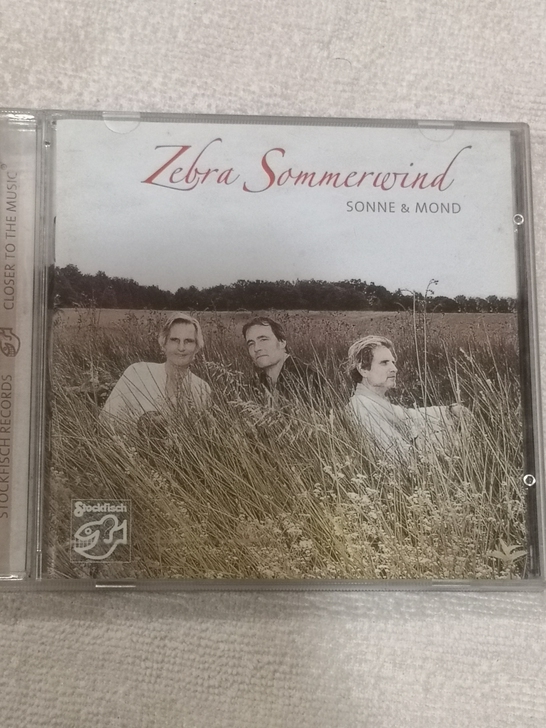 Zebra Sommerwind
SONNE & MOND
STOCKFISCH RECORDS CLOSER TO THE MUSIC
Stockfisch